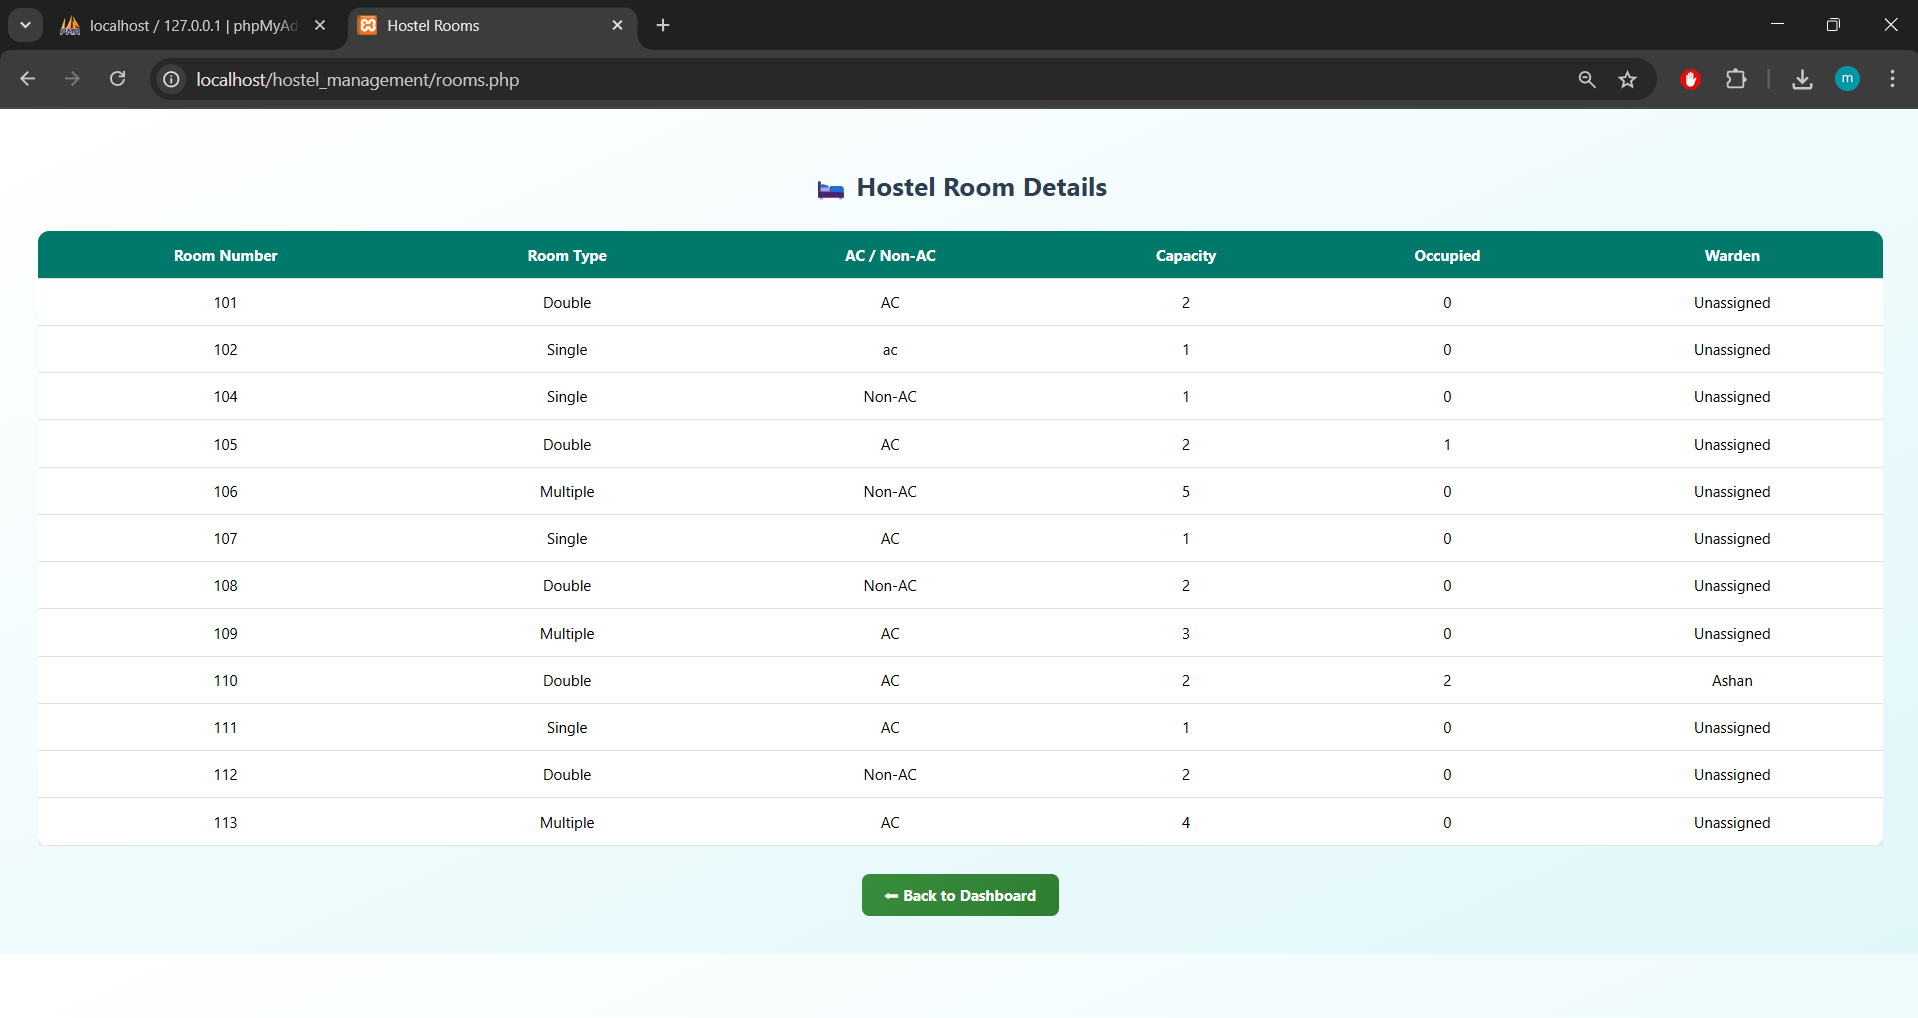 localhost / 127.0.0.1 | phpMyAd
Hostel Rooms
localhost/hostel_management/rooms.php
m
Hostel Room Details
Room Number Room Type AC / Non-AC Capacity Occupied Warden
101 Double AC 2 0 Unassigned
102 Single ac 1 0 Unassigned
104 Single Non-AC 1 0 Unassigned
105 Double AC 2 1 Unassigned
106 Multiple Non-AC 5 0 Unassigned
107 Single AC 1 0 Unassigned
108 Double Non-AC 2 0 Unassigned
109 Multiple AC 3 0 Unassigned
110 Double AC 2 2 Ashan
111 Single AC 1 0 Unassigned
112 Double Non-AC 2 0 Unassigned
113 Multiple AC 4 0 Unassigned
⬅ Back to Dashboard